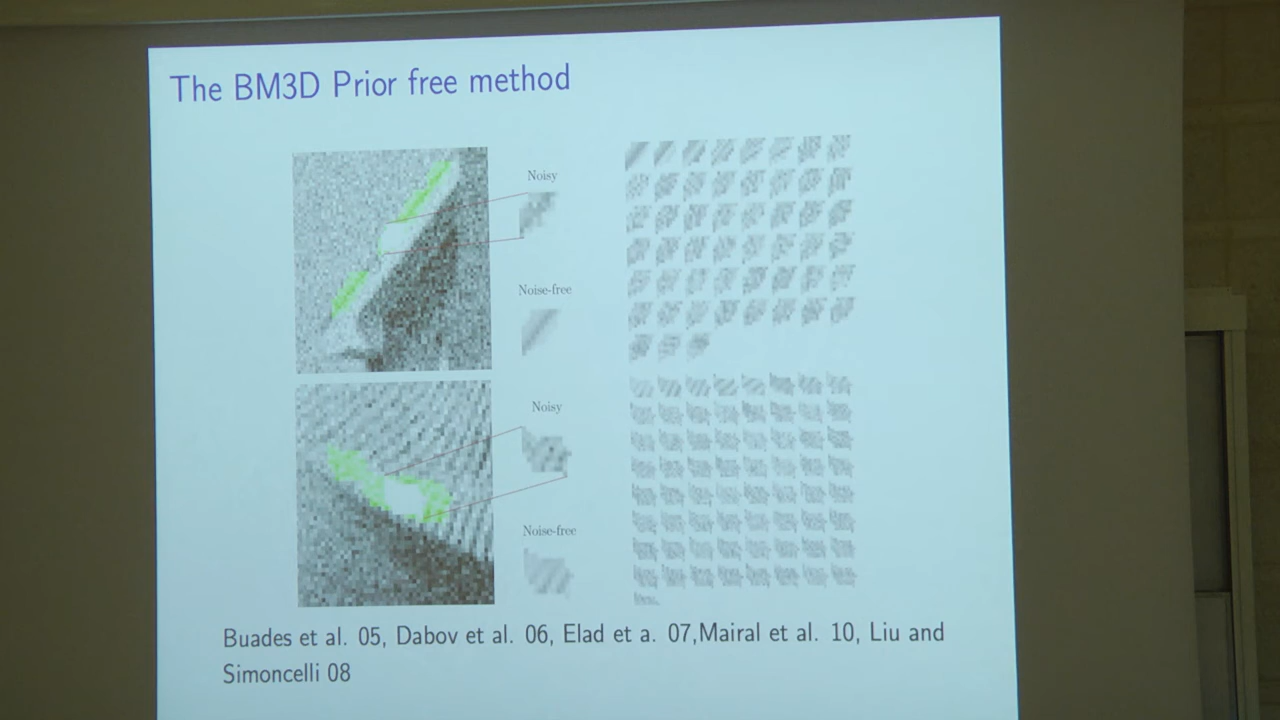 The BM3D Prior free method
Noisy
Noise-free
Noisy
Noise-free
Buades et al. 05, Dabov et al. 06, Elad et a. 07,Mairal et al. 10, Liu and
Simoncelli 08